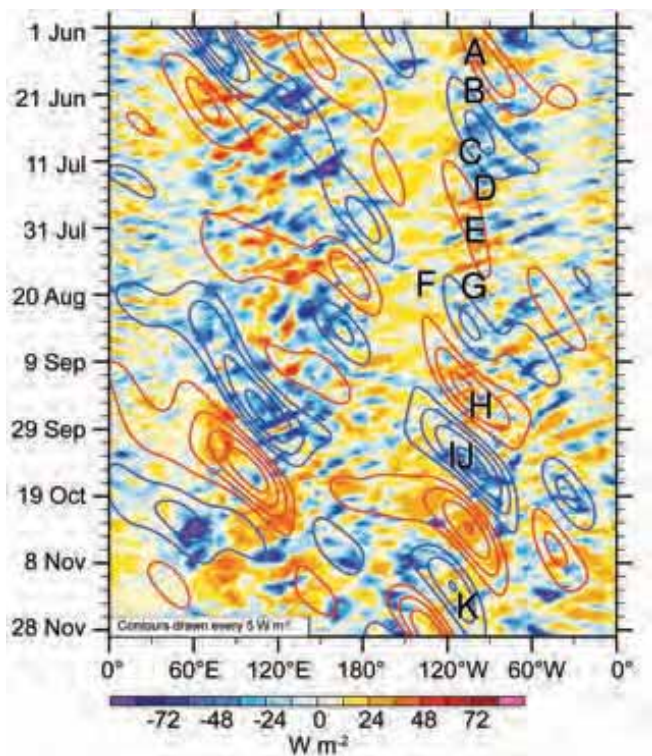 1 Jun
21 Jun
11 Jul
31 Jul
20 Aug
9 Sep
29 Sep
19 Oct
8 Nov
28 Nov
A
B
C
D
E
F G
H
IJ
K
Contours drawn every 5 W m⁻²
0° 60°E 120°E 180° 120°W 60°W 0°
-72 -48 -24 0 24 48 72
W m⁻²